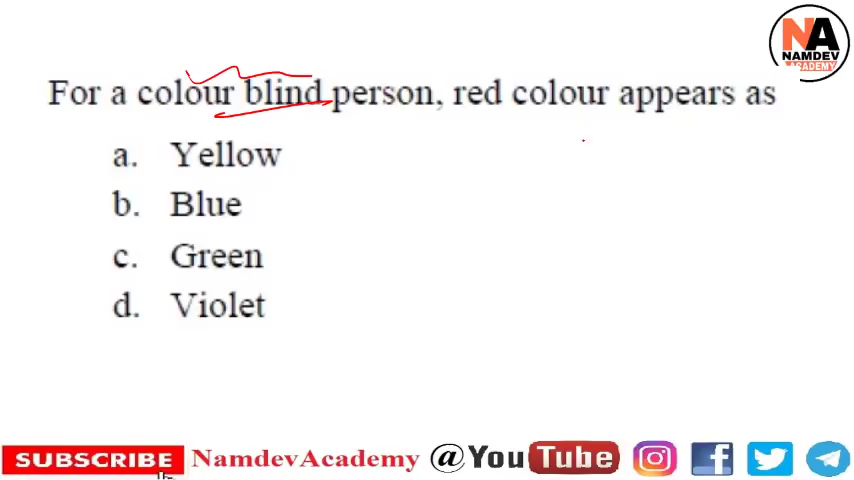 NA
NAMDEV
ACADEMY
For a colour blind person, red colour appears as
a. Yellow
b. Blue
c. Green
d. Violet
SUBSCRIBE NamdevAcademy @YouTube